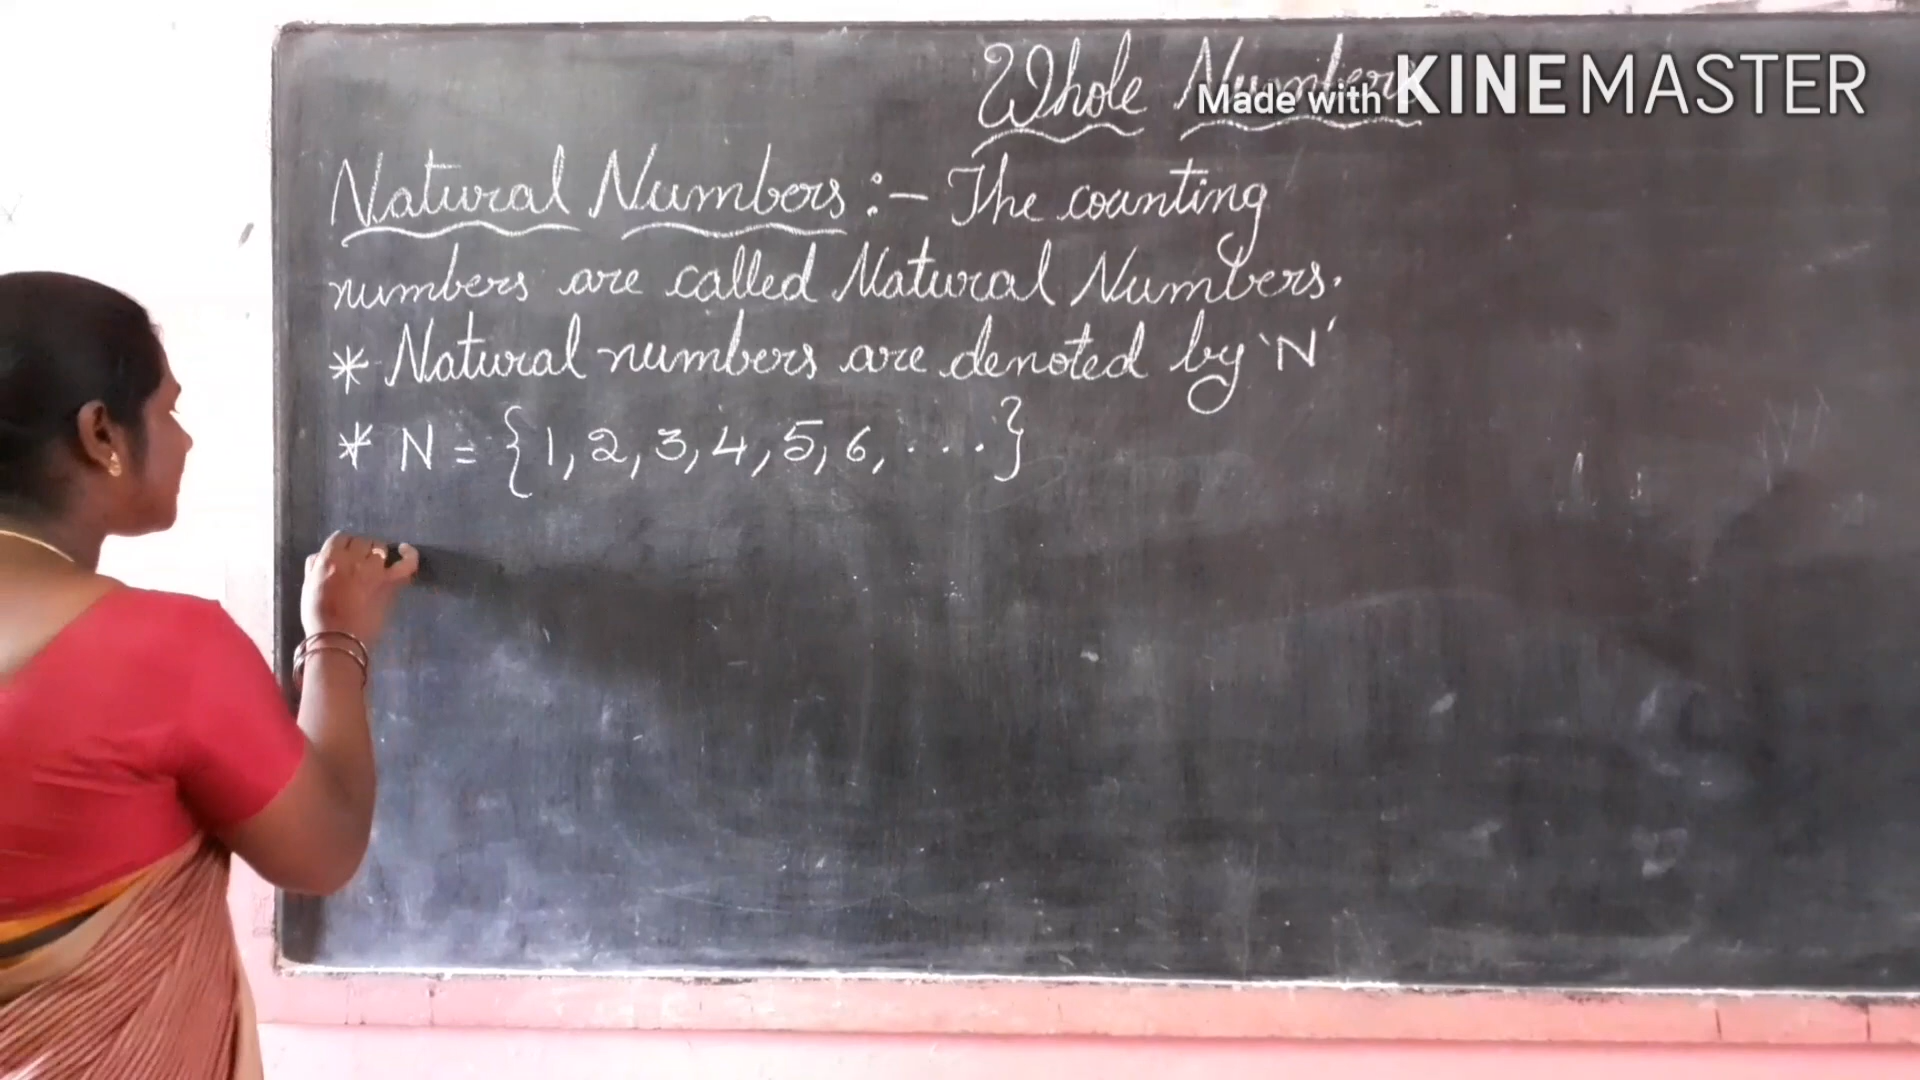 Whole Numbers
Made with KINEMASTER
Natural Numbers :- The counting
numbers are called Natural Numbers.
* Natural numbers are denoted by 'N'
* N = {1, 2, 3, 4, 5, 6, ....}